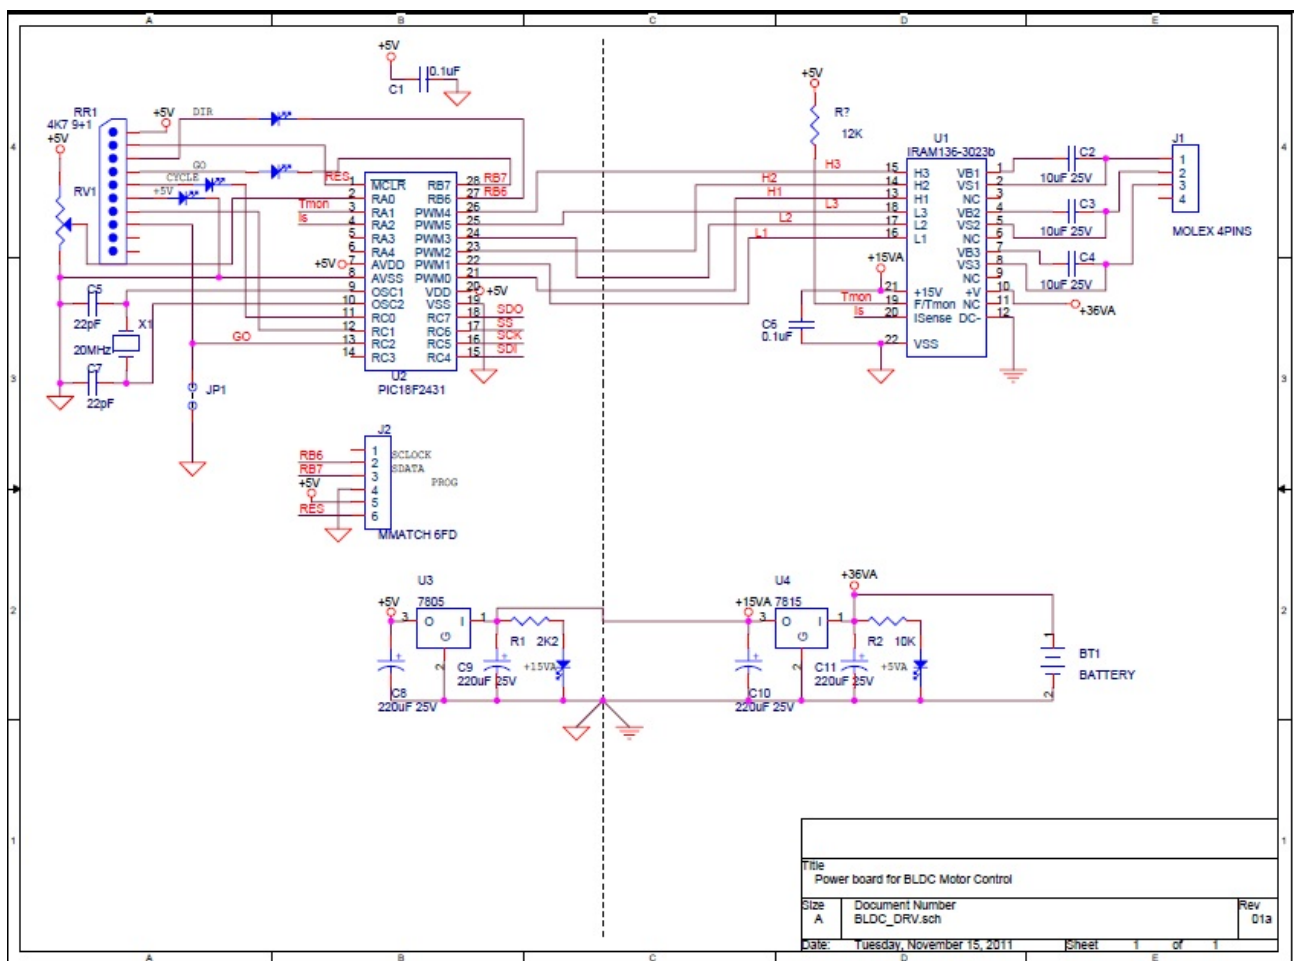 A B C D E
+5V
0.1uF
C1
RR1
4K7 9+1
+5V
+5V
DIR
GO
CYCLE
+5V
RV1
RES
Tmon
Is
+5V
1 MCLR RB7 28 RB7
2 RA0 RB6 27 RB6
3 RA1 PWM4 26
4 RA2 PWM5 25
5 RA3 PWM3 24
6 RA4 PWM2 23
7 AVDD PWM1 22
8 AVSS PWM0 21
9 OSC1 VDD 20 +5V
10 OSC2 VSS 19
11 RC0 RC7 18 SDO
12 RC1 RC6 17 SS
13 RC2 RC5 16 SCK
14 RC3 RC4 15 SDI
U2
PIC18F2431
C5
22pF
X1
20MHz
C7
22pF
GO
JP1
+5V
R?
12K
U1
IRAM136-3023b
H3
H2
H1
L3
L2
L1
15 H3 VB1 1
14 H2 VS1 2
13 H1 NC 3
18 L3 VB2 4
17 L2 VS2 5
16 L1 NC 6
VB3 7
VS3 8
NC 9
21 +15V +V 10
19 F/Tmon NC 11
20 ISense DC- 12
22 VSS
+15VA
Tmon
Is
C6
0.1uF
C2
10uF 25V
C3
10uF 25V
C4
10uF 25V
+36VA
J1
1
2
3
4
MOLEX 4PINS
J2
1 SCLOCK
RB6 2 SDATA
RB7 3 PROG
+5V 4
5
RES 6
MMATCH 6FD
U3
7805
+5V
3 O I 1
G
2
R1 2K2
C9
220uF 25V
+15VA
C8
220uF 25V
U4
7815
+36VA
+15VA
3 O I 1
G
2
R2 10K
C11
220uF 25V
+5VA
C10
220uF 25V
1
BT1
BATTERY
2
4
3
2
1
4
3
2
1
Title
Power board for BLDC Motor Control
Size Document Number Rev
A BLDC_DRV.sch 01a
Date: Tuesday, November 15, 2011 Sheet 1 of 1
A B C D E